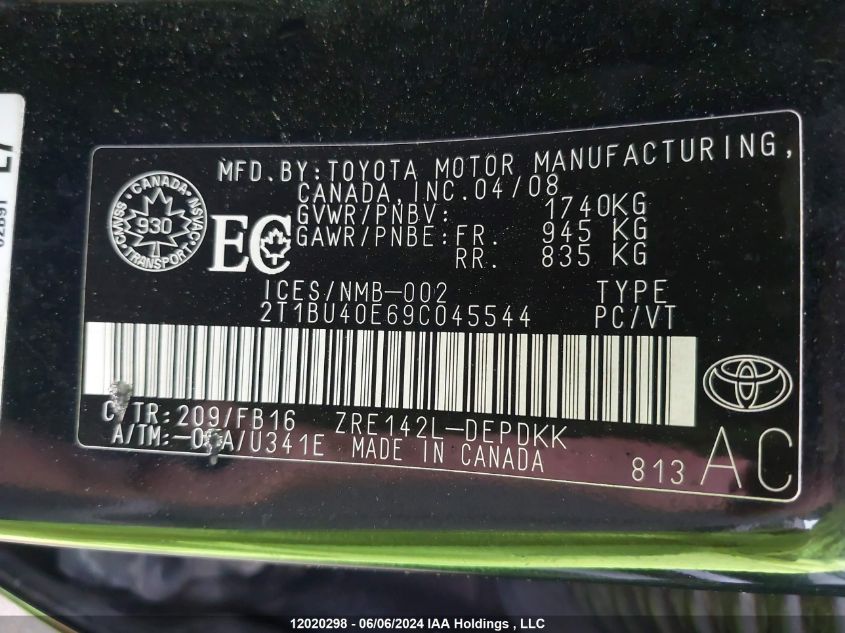 MFD.BY:TOYOTA MOTOR MANUFACTURING,
CANADA,INC.04/08
GVWR/PNBV: 1740KG
GAWR/PNBE:FR. 945 KG
RR. 835 KG
CANADA
CMVSS 930 NSVAC
TRANSPORT
EC
ICES/NMB-002 TYPE
2T1BU40E69C045544 PC/VT
TR:209/FB16 ZRE142L-DEPDKK
A/TM: A/U341E MADE IN CANADA
813 AC
12020298 - 06/06/2024 IAA Holdings , LLC